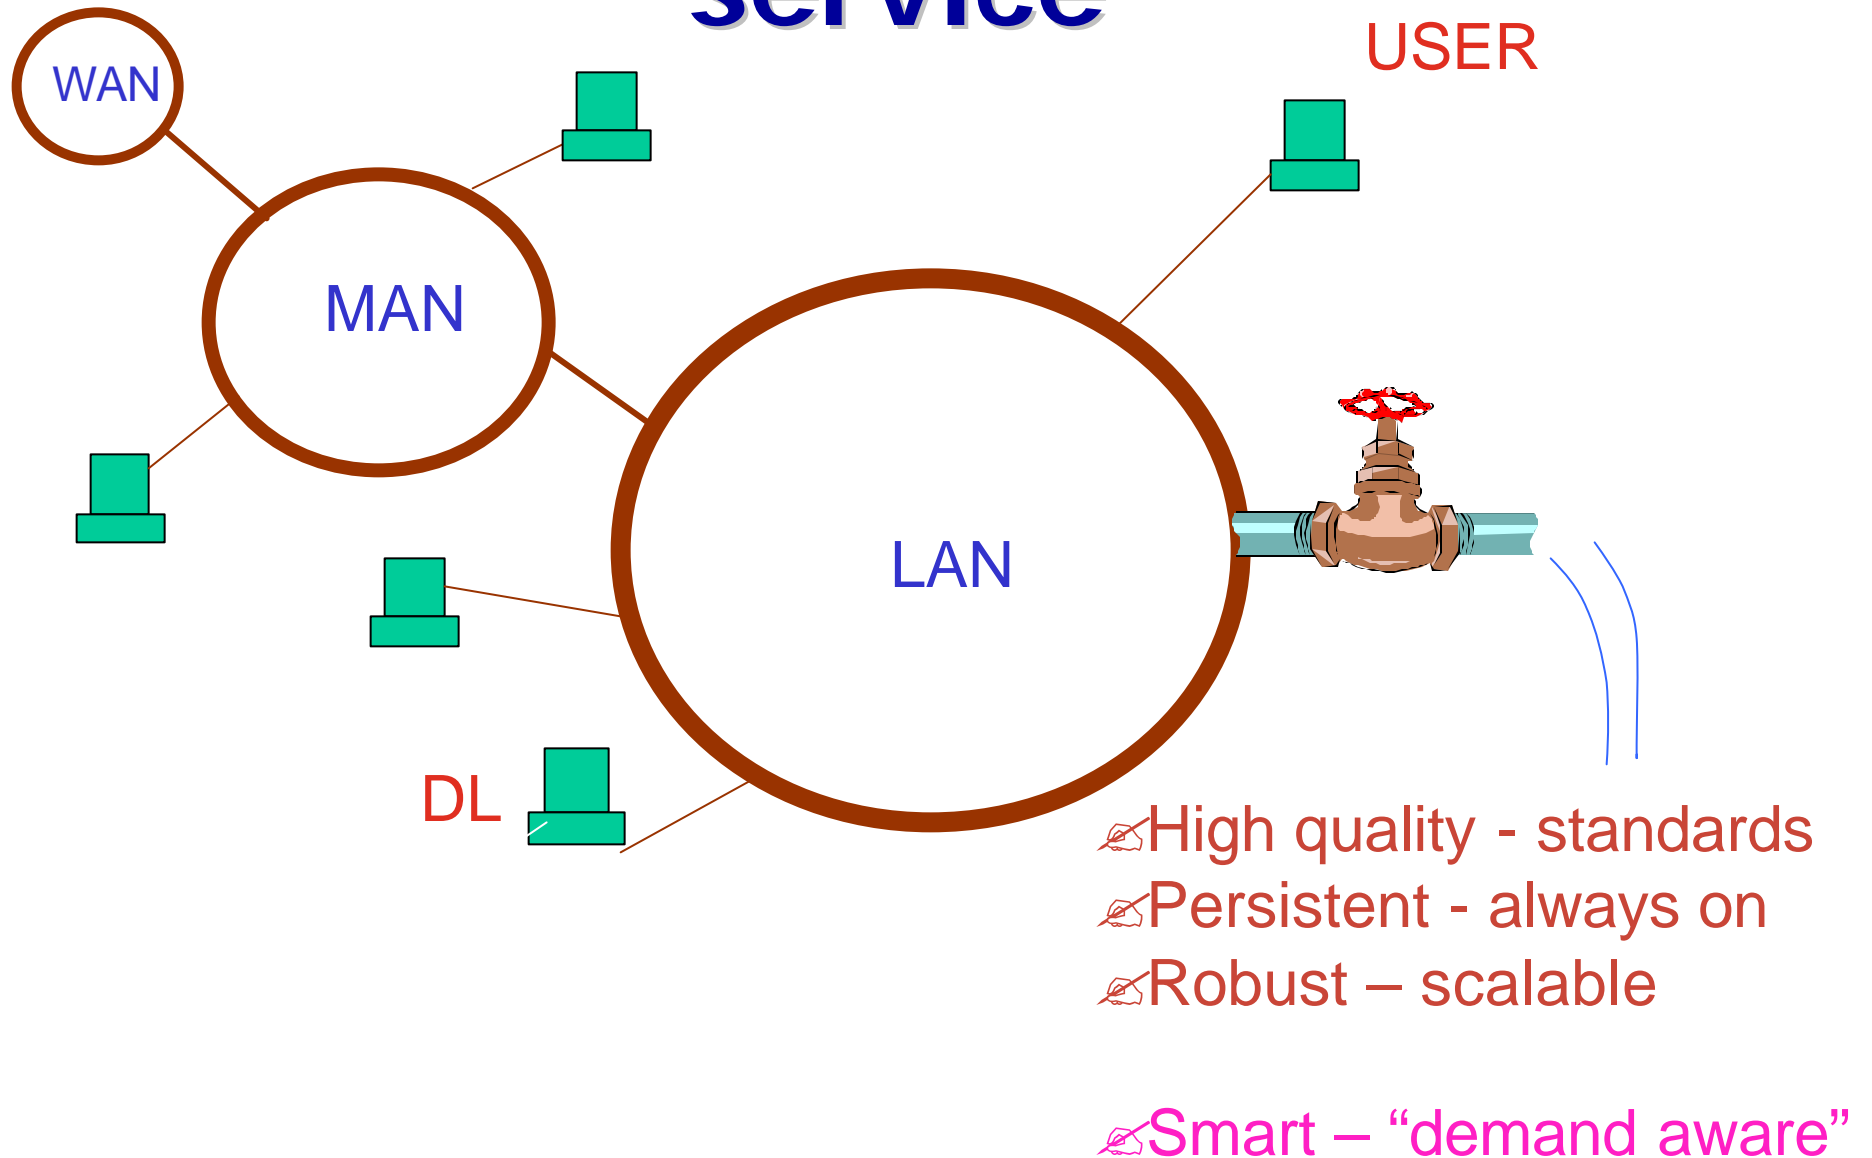 service
USER
WAN
MAN
LAN
DL
High quality - standards
Persistent - always on
Robust – scalable
Smart – “demand aware”